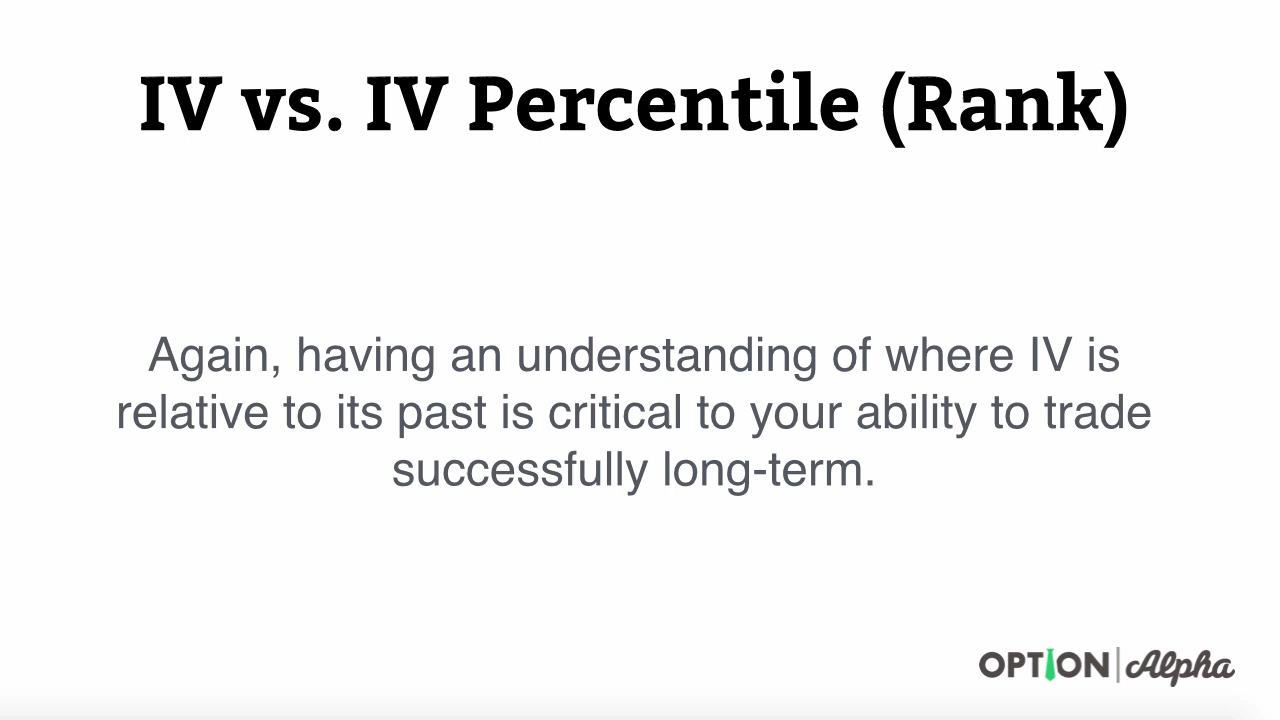 IV vs. IV Percentile (Rank)
Again, having an understanding of where IV is
relative to its past is critical to your ability to trade
successfully long-term.
OPTION | Alpha